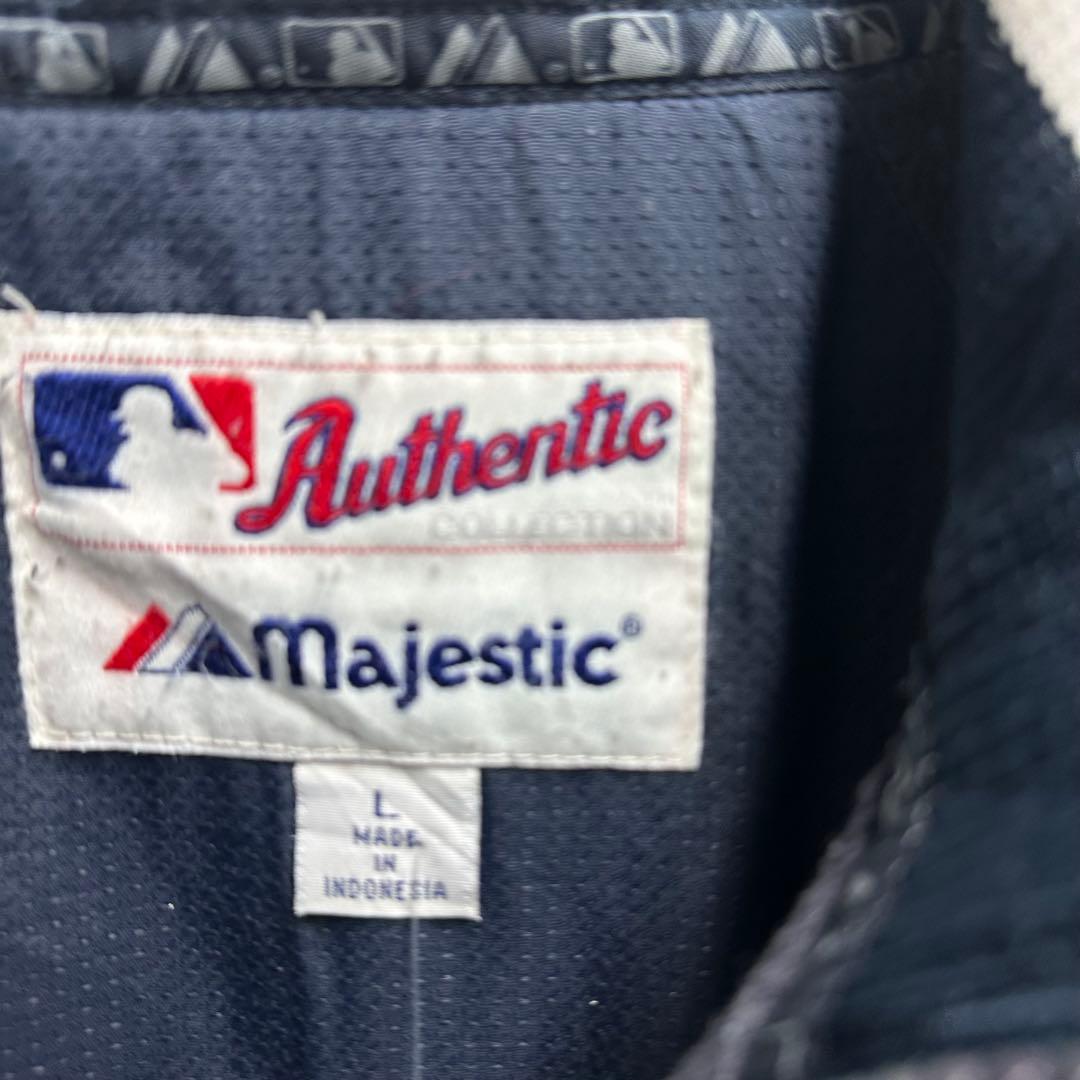 Authentic
COLLECTION
Majestic®
L
MADE
IN
INDONESIA